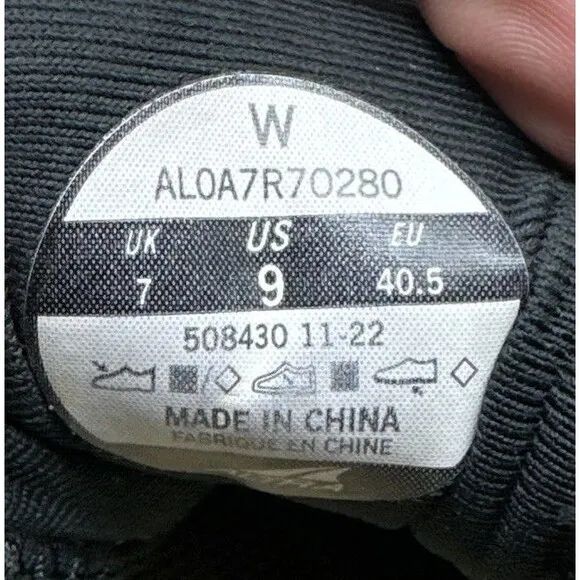 W
AL0A7R70280
UK US EU
7 9 40.5
508430 11-22
MADE IN CHINA
FABRIQUE EN CHINE